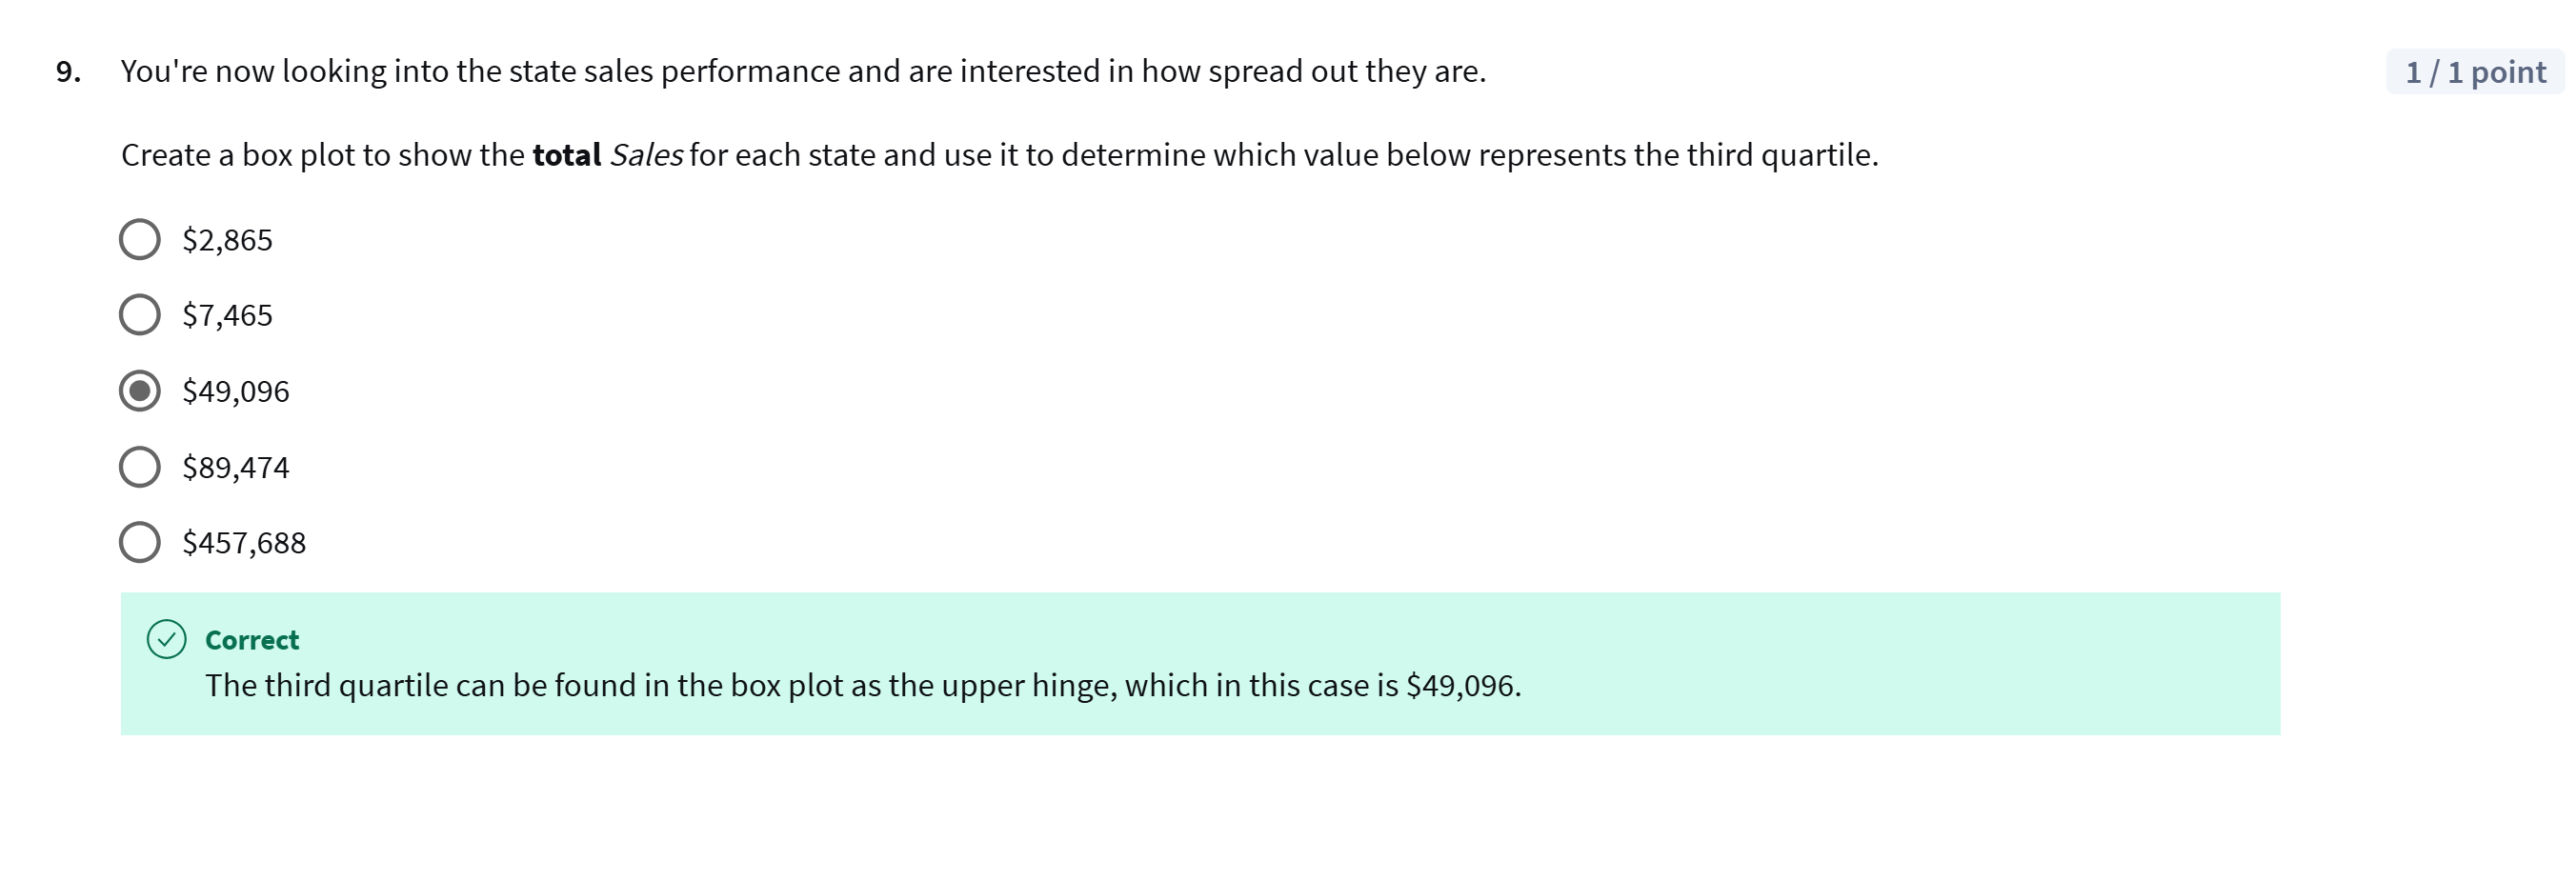 9. You're now looking into the state sales performance and are interested in how spread out they are.
1 / 1 point
Create a box plot to show the total Sales for each state and use it to determine which value below represents the third quartile.
$2,865
$7,465
$49,096
$89,474
$457,688
Correct
The third quartile can be found in the box plot as the upper hinge, which in this case is $49,096.